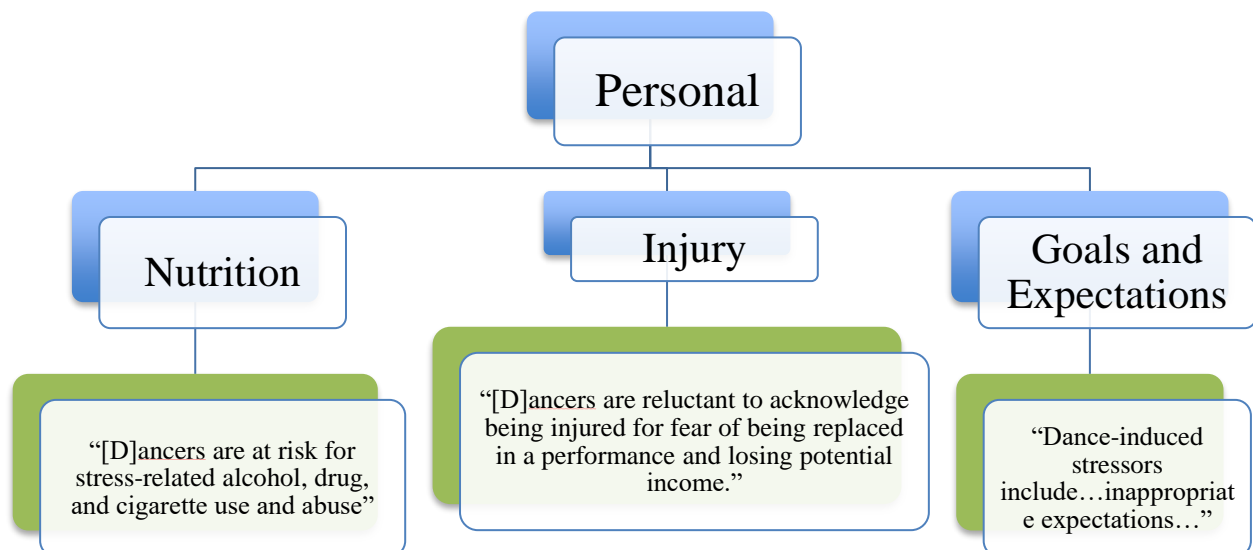 Personal
Nutrition
Injury
Goals and
Expectations
“[D]ancers are at risk for
stress-related alcohol, drug,
and cigarette use and abuse”
“[D]ancers are reluctant to acknowledge
being injured for fear of being replaced
in a performance and losing potential
income.”
“Dance-induced
stressors
include…inappropriat
e expectations…”